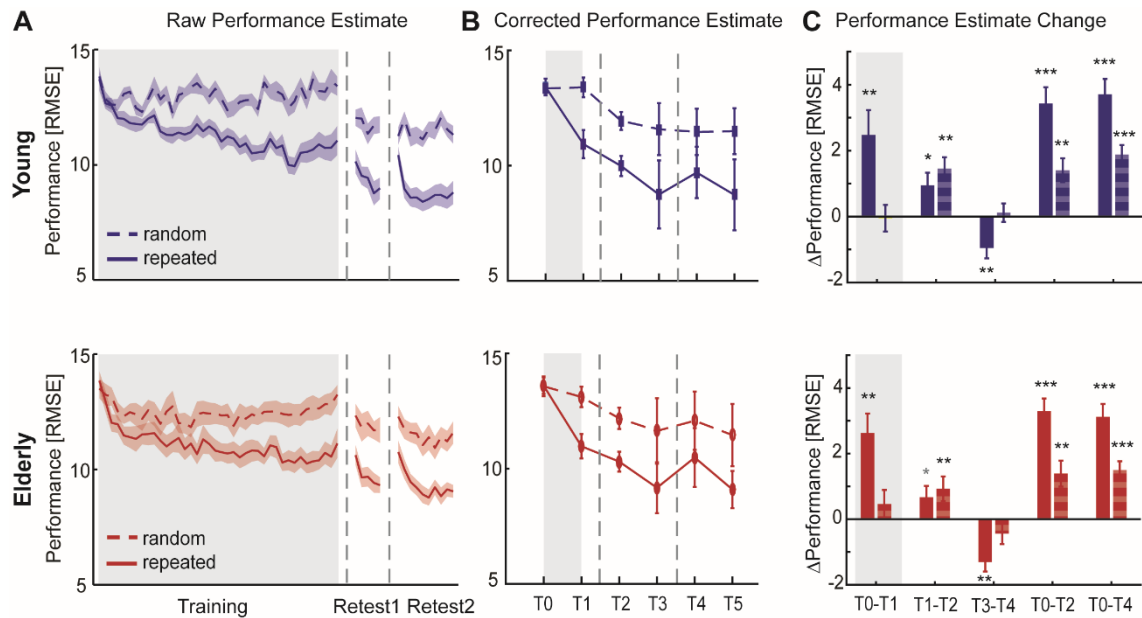 A Raw Performance Estimate
B Corrected Performance Estimate
C Performance Estimate Change
Young
Performance [RMSE]
15
10
5
random
repeated
15
10
5
ΔPerformance [RMSE]
4
2
0
-2
**
*
**
**
***
**
***
***
Elderly
Performance [RMSE]
15
10
5
random
repeated
Training
Retest1
Retest2
15
10
5
T0
T1
T2
T3
T4
T5
ΔPerformance [RMSE]
4
2
0
-2
**
*
**
**
***
**
***
***
T0-T1
T1-T2
T3-T4
T0-T2
T0-T4